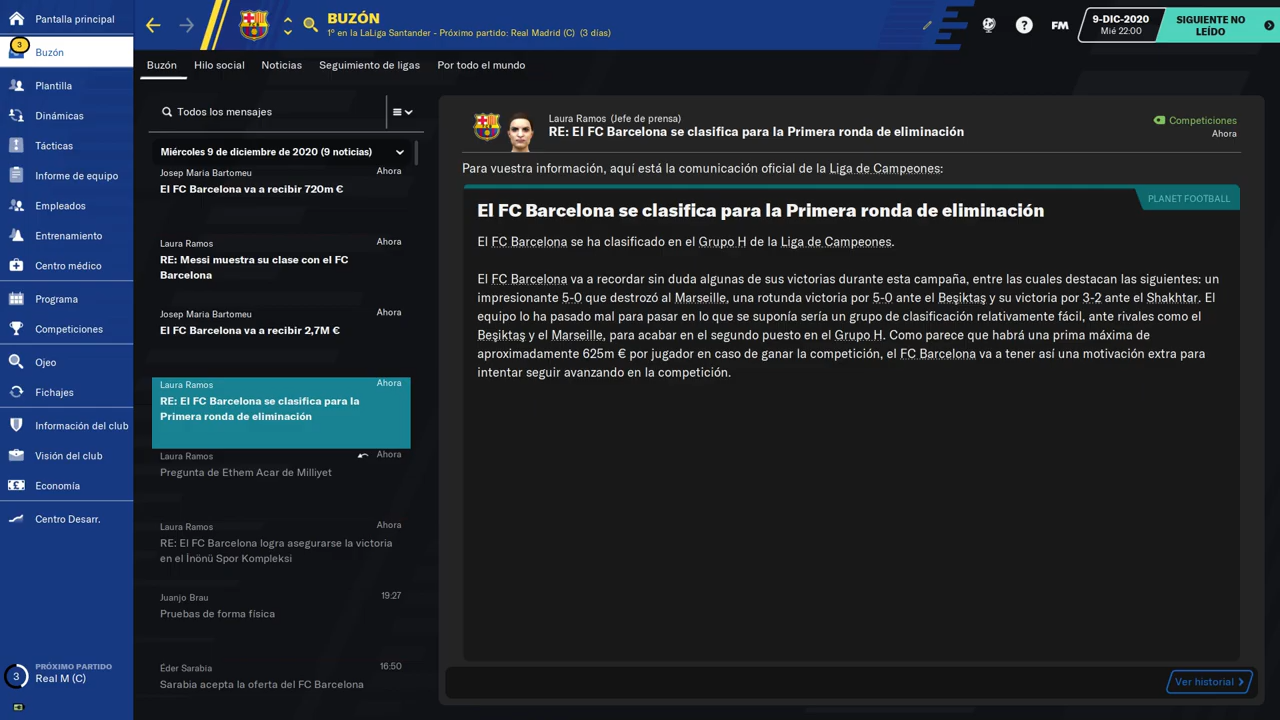 Pantalla principal
3
Buzón
Plantilla
Dinámicas
Tácticas
Informe de equipo
Empleados
Entrenamiento
Centro médico
Programa
Competiciones
Ojeo
Fichajes
Información del club
Visión del club
Economía
Centro Desarr.
3
PRÓXIMO PARTIDO
Real M (C)
BUZÓN
1º en la LaLiga Santander - Próximo partido: Real Madrid (C) (3 días)
?
FM
9-DIC-2020
Mié 22:00
SIGUIENTE NO
LEÍDO
Buzón Hilo social Noticias Seguimiento de ligas Por todo el mundo
Todos los mensajes
Miércoles 9 de diciembre de 2020 (9 noticias)
Josep Maria Bartomeu Ahora
El FC Barcelona va a recibir 720m €
Laura Ramos Ahora
RE: Messi muestra su clase con el FC
Barcelona
Josep Maria Bartomeu Ahora
El FC Barcelona va a recibir 2,7M €
Laura Ramos Ahora
RE: El FC Barcelona se clasifica para la
Primera ronda de eliminación
Laura Ramos Ahora
Pregunta de Ethem Acar de Milliyet
Laura Ramos Ahora
RE: El FC Barcelona logra asegurarse la victoria
en el İnönü Spor Kompleksi
Juanjo Brau 19:27
Pruebas de forma física
Éder Sarabia 16:50
Sarabia acepta la oferta del FC Barcelona
Laura Ramos (Jefe de prensa)
RE: El FC Barcelona se clasifica para la Primera ronda de eliminación
Competiciones
Ahora
Para vuestra información, aquí está la comunicación oficial de la Liga de Campeones:
PLANET FOOTBALL
El FC Barcelona se clasifica para la Primera ronda de eliminación
El FC Barcelona se ha clasificado en el Grupo H de la Liga de Campeones.
El FC Barcelona va a recordar sin duda algunas de sus victorias durante esta campaña, entre las cuales destacan las siguientes: un
impresionante 5-0 que destrozó al Marseille, una rotunda victoria por 5-0 ante el Beşiktaş y su victoria por 3-2 ante el Shakhtar. El
equipo lo ha pasado mal para pasar en lo que se suponía sería un grupo de clasificación relativamente fácil, ante rivales como el
Beşiktaş y el Marseille, para acabar en el segundo puesto en el Grupo H. Como parece que habrá una prima máxima de
aproximadamente 625m € por jugador en caso de ganar la competición, el FC Barcelona va a tener así una motivación extra para
intentar seguir avanzando en la competición.
Ver historial